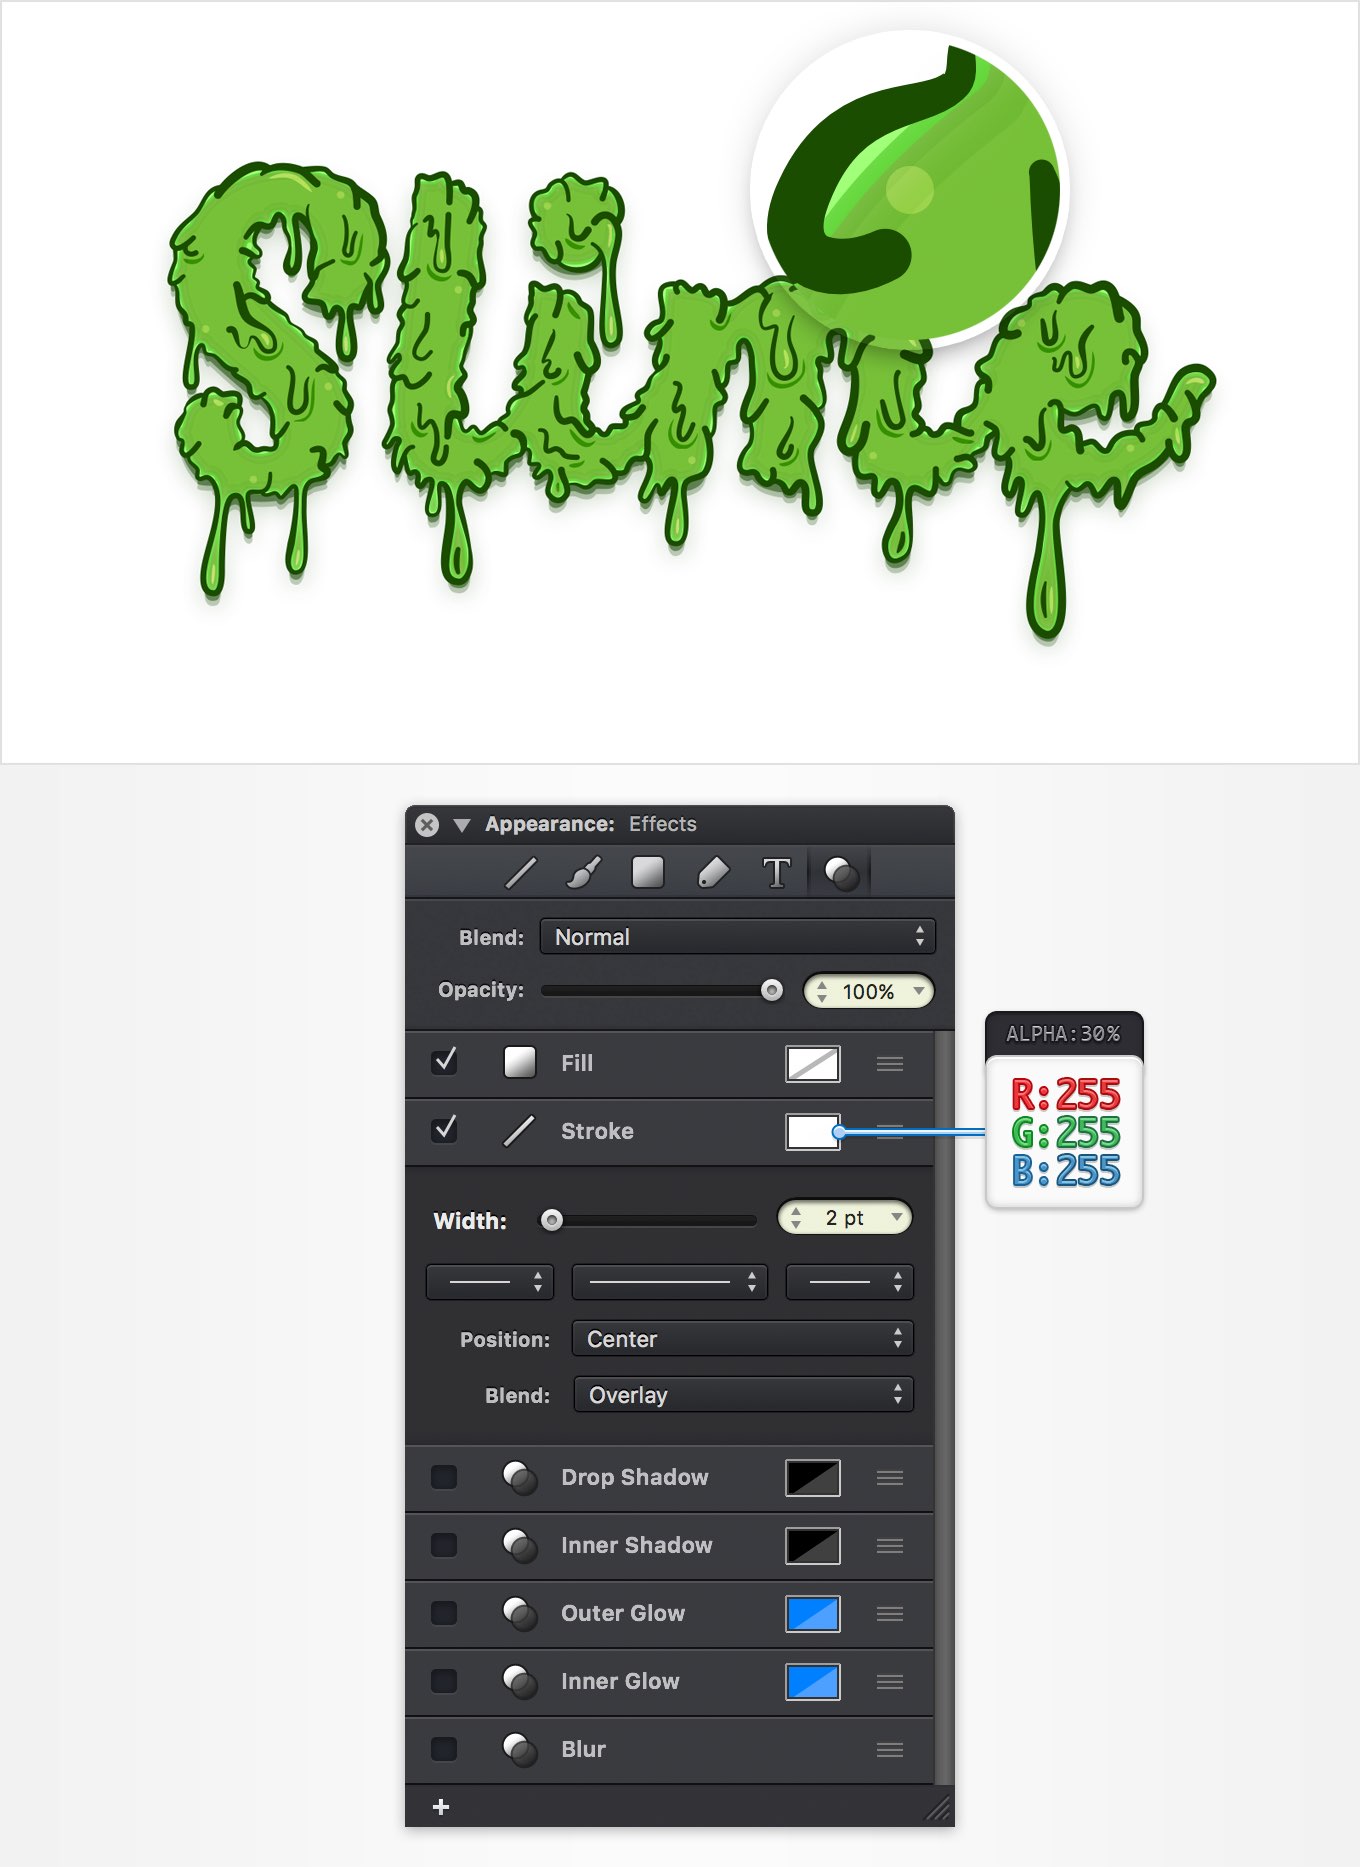 Slime
Appearance: Effects
T
Blend: Normal
Opacity: 100%
Fill
ALPHA:30%
R:255
G:255
B:255
Stroke
Width: 2 pt
Position: Center
Blend: Overlay
Drop Shadow
Inner Shadow
Outer Glow
Inner Glow
Blur